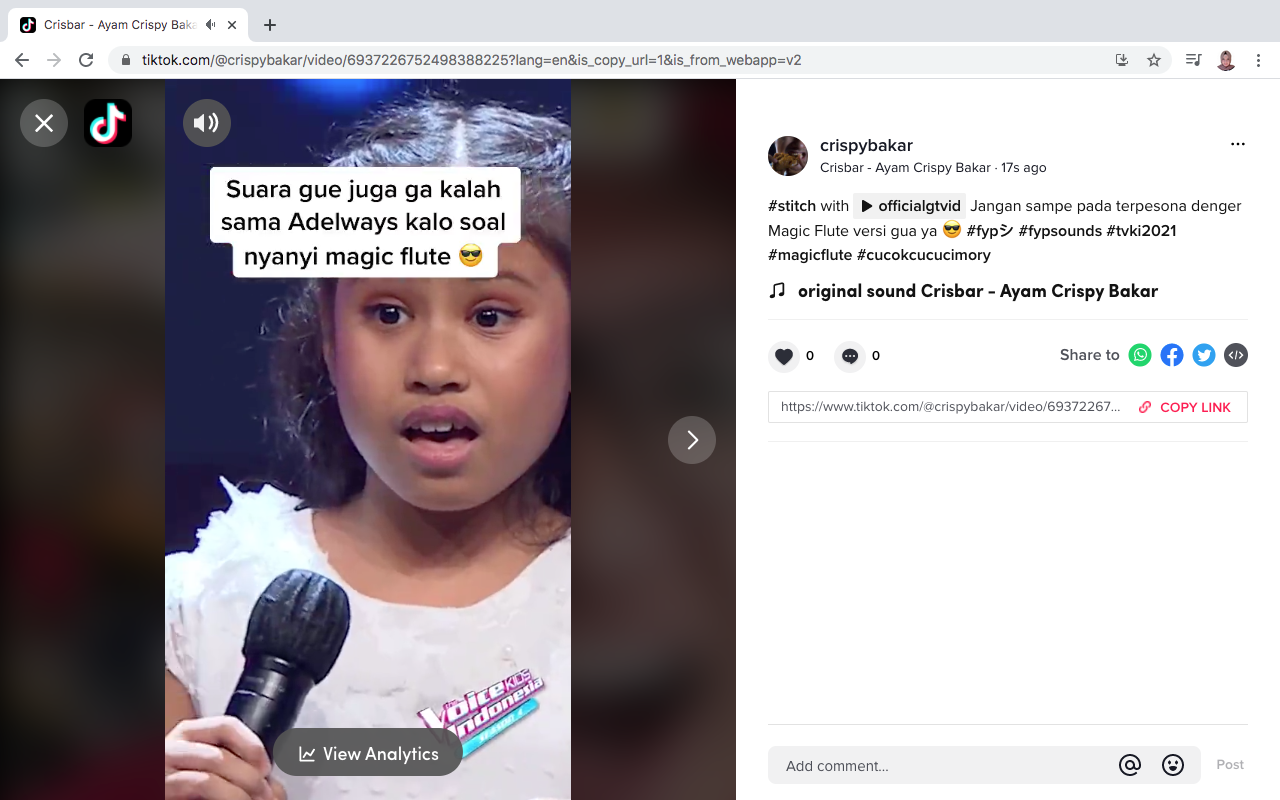 Crisbar - Ayam Crispy Baka
tiktok.com/@crispybakar/video/6937226752498388225?lang=en&is_copy_url=1&is_from_webapp=v2
Suara gue juga ga kalah
sama Adelways kalo soal
nyanyi magic flute 😎
The Voice Kids
Indonesia
View Analytics
crispybakar
Crisbar - Ayam Crispy Bakar · 17s ago
#stitch with ▶ officialgtvid Jangan sampe pada terpesona denger
Magic Flute versi gua ya 😎 #fypシ #fypsounds #tvki2021
#magicflute #cucokcucucimory
original sound Crisbar - Ayam Crispy Bakar
0 0 Share to
https://www.tiktok.com/@crispybakar/video/69372267... COPY LINK
Add comment... Post